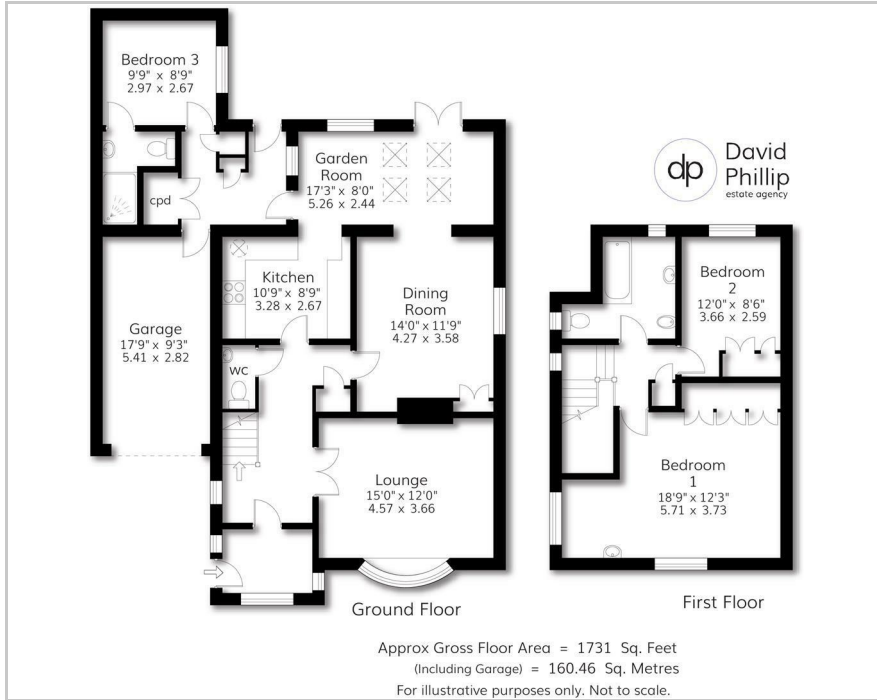 Bedroom 3
9'9" x 8'9"
2.97 x 2.67
cpd
Garden
Room
17'3" x 8'0"
5.26 x 2.44
dp
David
Phillip
estate agency
Kitchen
10'9" x 8'9"
3.28 x 2.67
Dining
Room
14'0" x 11'9"
4.27 x 3.58
Garage
17'9" x 9'3"
5.41 x 2.82
wc
Lounge
15'0" x 12'0"
4.57 x 3.66
Ground Floor
Bedroom
2
12'0" x 8'6"
3.66 x 2.59
Bedroom
1
18'9" x 12'3"
5.71 x 3.73
First Floor
Approx Gross Floor Area = 1731 Sq. Feet
(Including Garage) = 160.46 Sq. Metres
For illustrative purposes only. Not to scale.